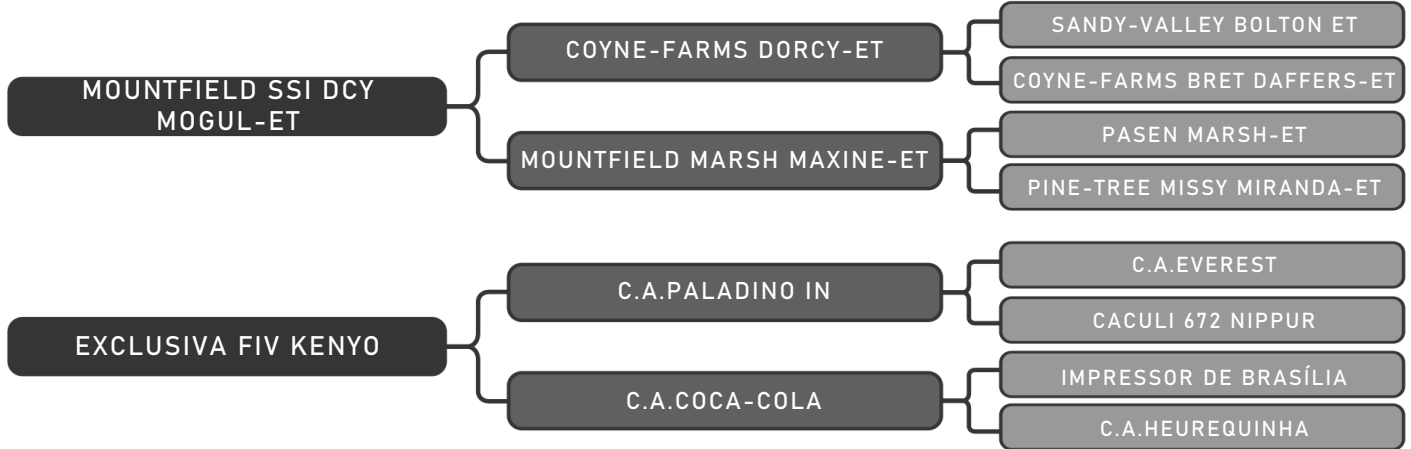 MOUNTFIELD SSI DCY
MOGUL-ET
COYNE-FARMS DORCY-ET
SANDY-VALLEY BOLTON ET
COYNE-FARMS BRET DAFFERS-ET
MOUNTFIELD MARSH MAXINE-ET
PASEN MARSH-ET
PINE-TREE MISSY MIRANDA-ET
EXCLUSIVA FIV KENYO
C.A.PALADINO IN
C.A.EVEREST
CACULI 672 NIPPUR
C.A.COCA-COLA
IMPRESSOR DE BRASÍLIA
C.A.HEUREQUINHA